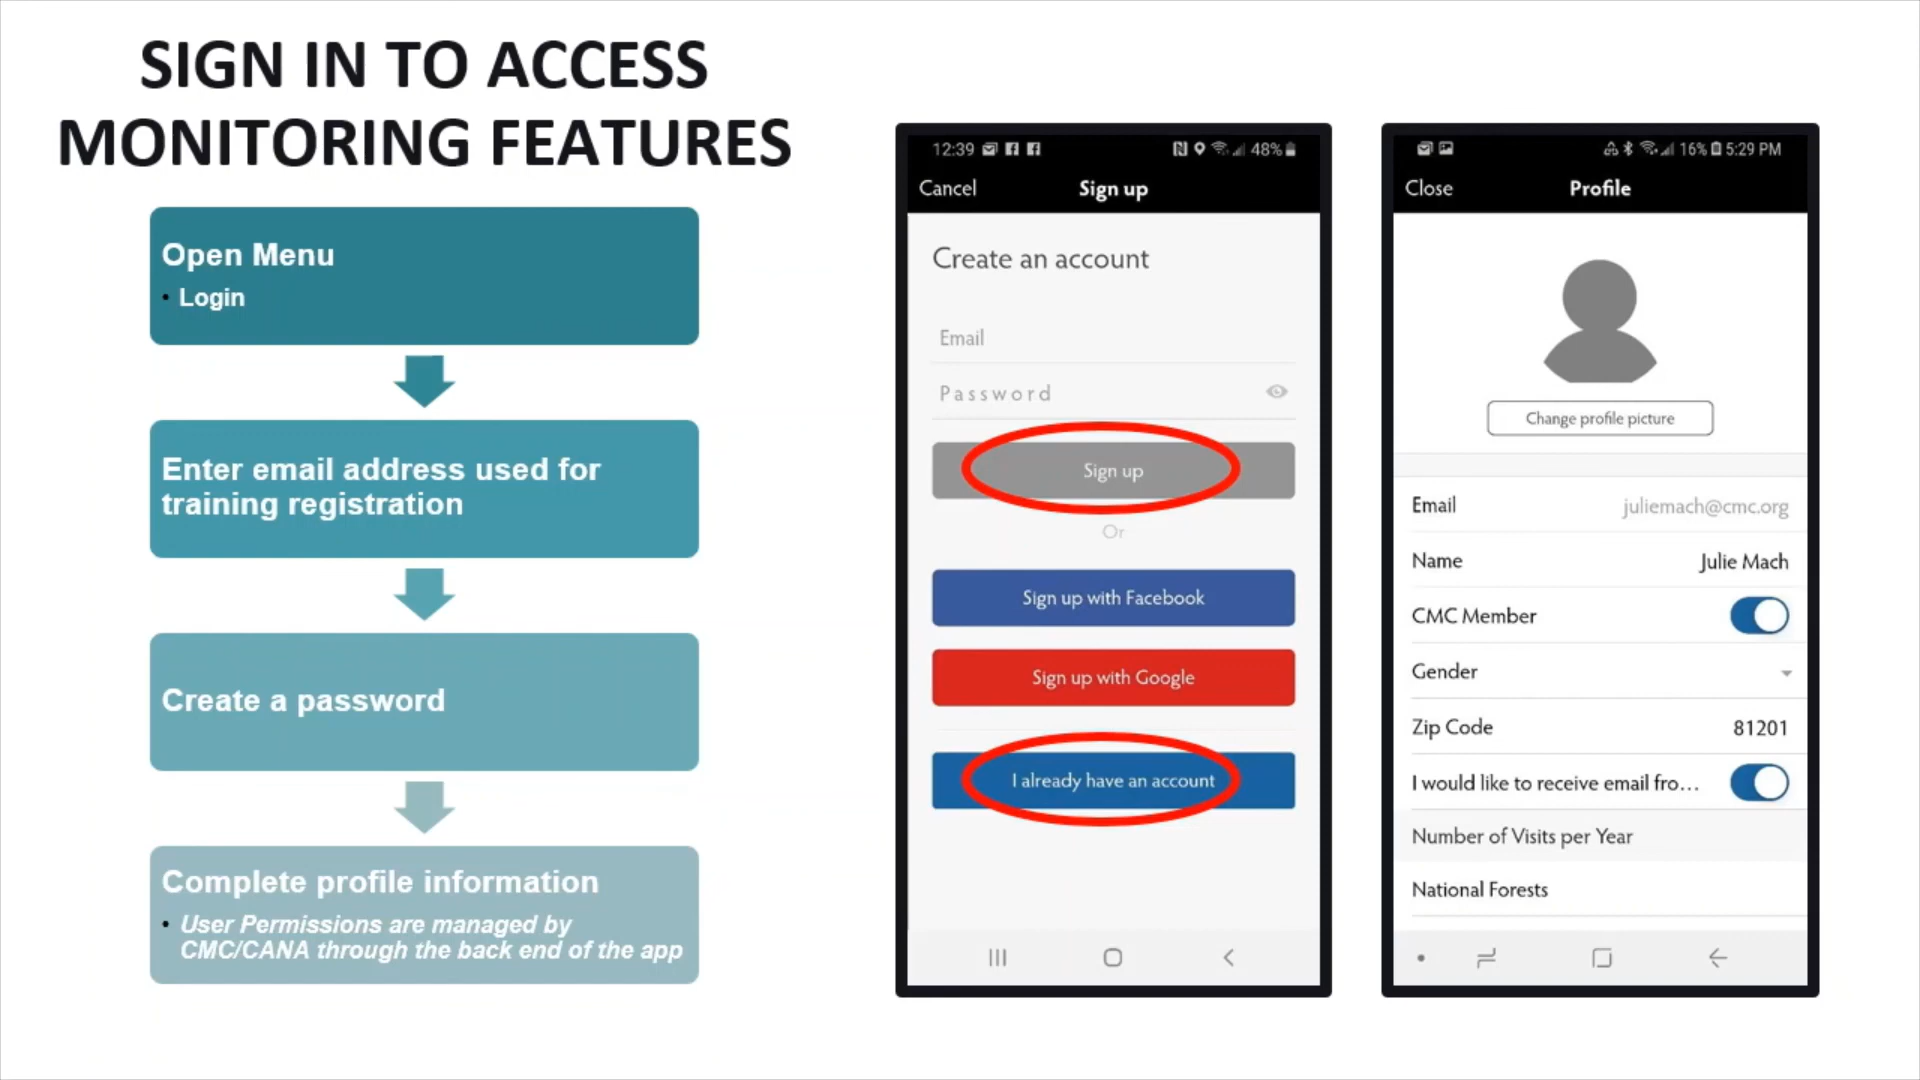 SIGN IN TO ACCESS
MONITORING FEATURES
Open Menu
• Login
Enter email address used for
training registration
Create a password
Complete profile information
• User Permissions are managed by
CMC/CANA through the back end of the app
12:39 48%
Cancel Sign up
Create an account
Email
Password
Sign up
Or
Sign up with Facebook
Sign up with Google
I already have an account
16% 5:29 PM
Close Profile
Change profile picture
Email juliemach@cmc.org
Name Julie Mach
CMC Member
Gender
Zip Code 81201
I would like to receive email fro...
Number of Visits per Year
National Forests